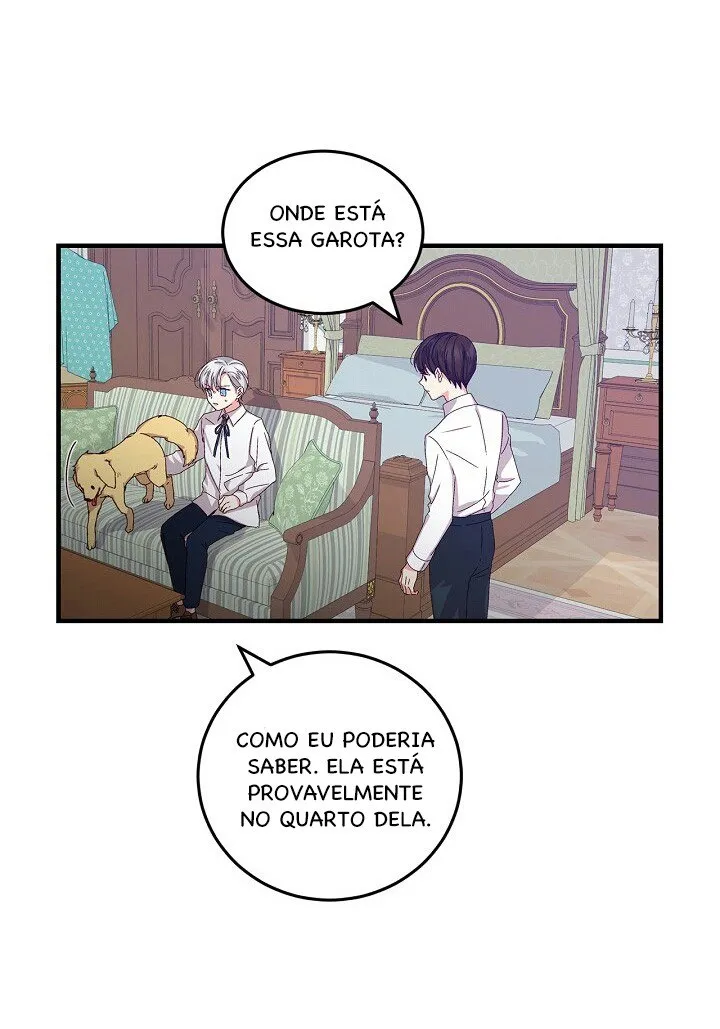 ONDE ESTÁ
ESSA GAROTA?
COMO EU PODERIA
SABER. ELA ESTÁ
PROVAVELMENTE
NO QUARTO DELA.